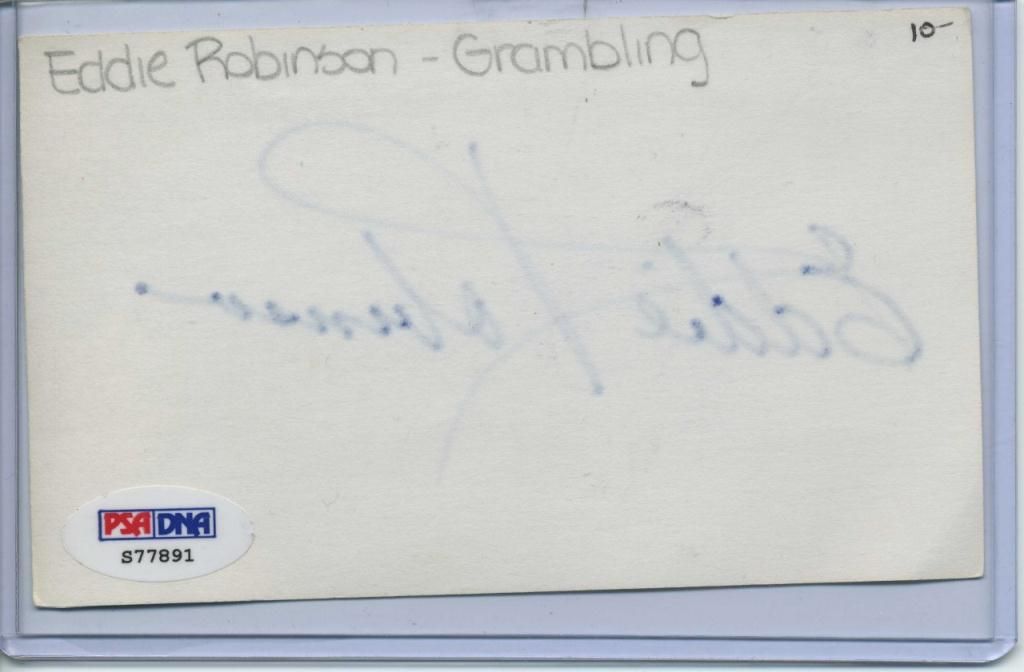 Eddie Robinson - Grambling
10-
Eddie Robinson
PSA DNA
S77891